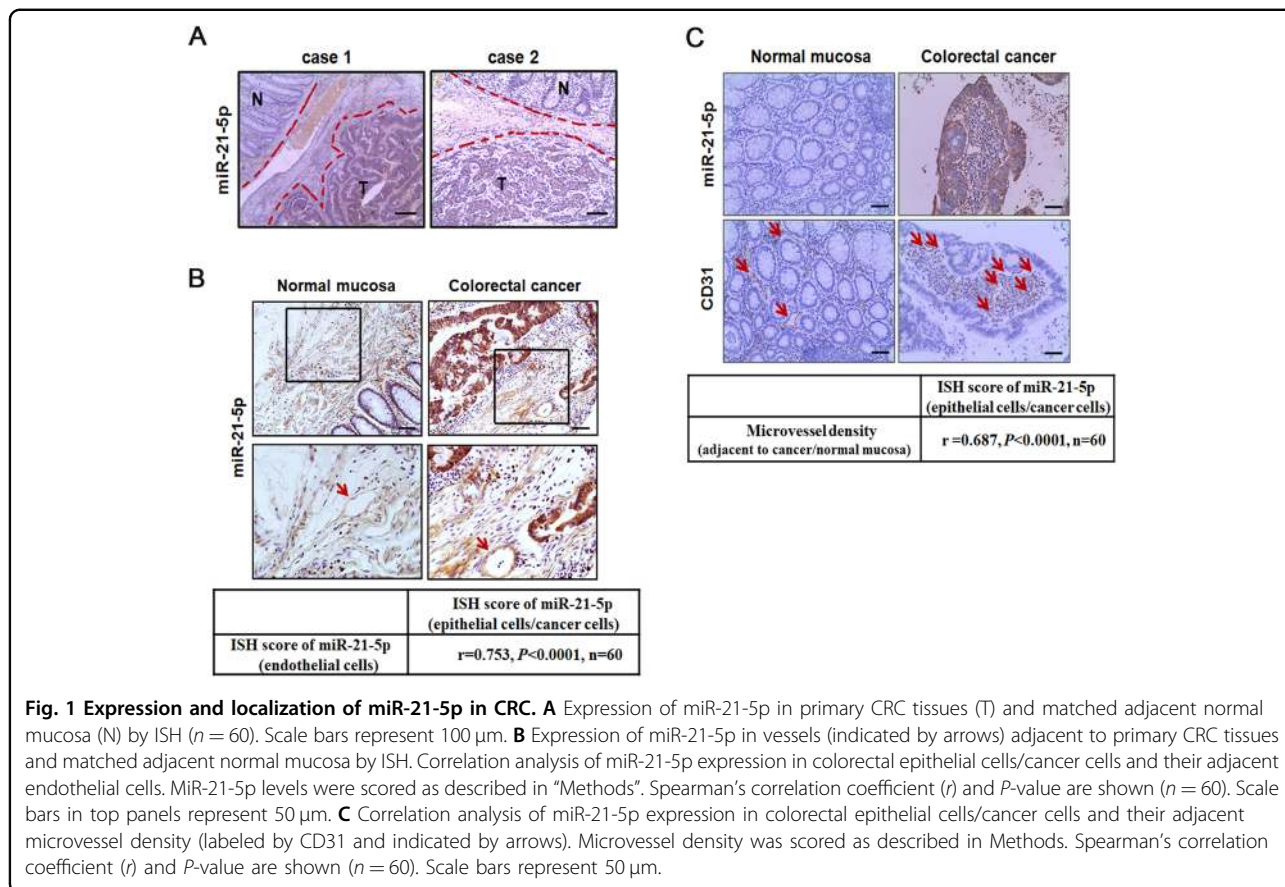 A
case 1
case 2
miR-21-5p
N
T
N
T
B
Normal mucosa
Colorectal cancer
miR-21-5p
ISH score of miR-21-5p
(epithelial cells/cancer cells)
ISH score of miR-21-5p
(endothelial cells)
r=0.753, P<0.0001, n=60
C
Normal mucosa
Colorectal cancer
miR-21-5p
CD31
ISH score of miR-21-5p
(epithelial cells/cancer cells)
Microvessel density
(adjacent to cancer/normal mucosa)
r =0.687, P<0.0001, n=60
Fig. 1 Expression and localization of miR-21-5p in CRC. A Expression of miR-21-5p in primary CRC tissues (T) and matched adjacent normal
mucosa (N) by ISH (n = 60). Scale bars represent 100 μm. B Expression of miR-21-5p in vessels (indicated by arrows) adjacent to primary CRC tissues
and matched adjacent normal mucosa by ISH. Correlation analysis of miR-21-5p expression in colorectal epithelial cells/cancer cells and their adjacent
endothelial cells. MiR-21-5p levels were scored as described in “Methods”. Spearman’s correlation coefficient (r) and P-value are shown (n = 60). Scale
bars in top panels represent 50 μm. C Correlation analysis of miR-21-5p expression in colorectal epithelial cells/cancer cells and their adjacent
microvessel density (labeled by CD31 and indicated by arrows). Microvessel density was scored as described in Methods. Spearman’s correlation
coefficient (r) and P-value are shown (n = 60). Scale bars represent 50 μm.